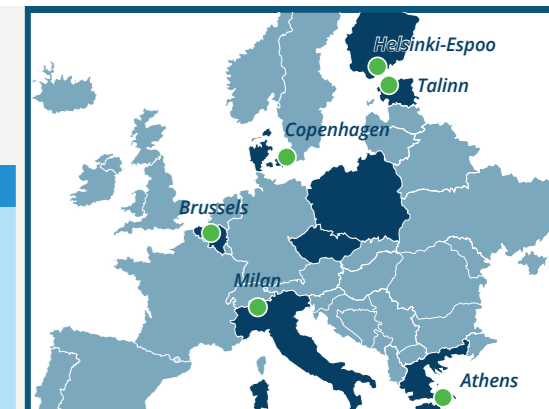 Helsinki-Espoo
Talinn
Copenhagen
Brussels
Milan
Athens